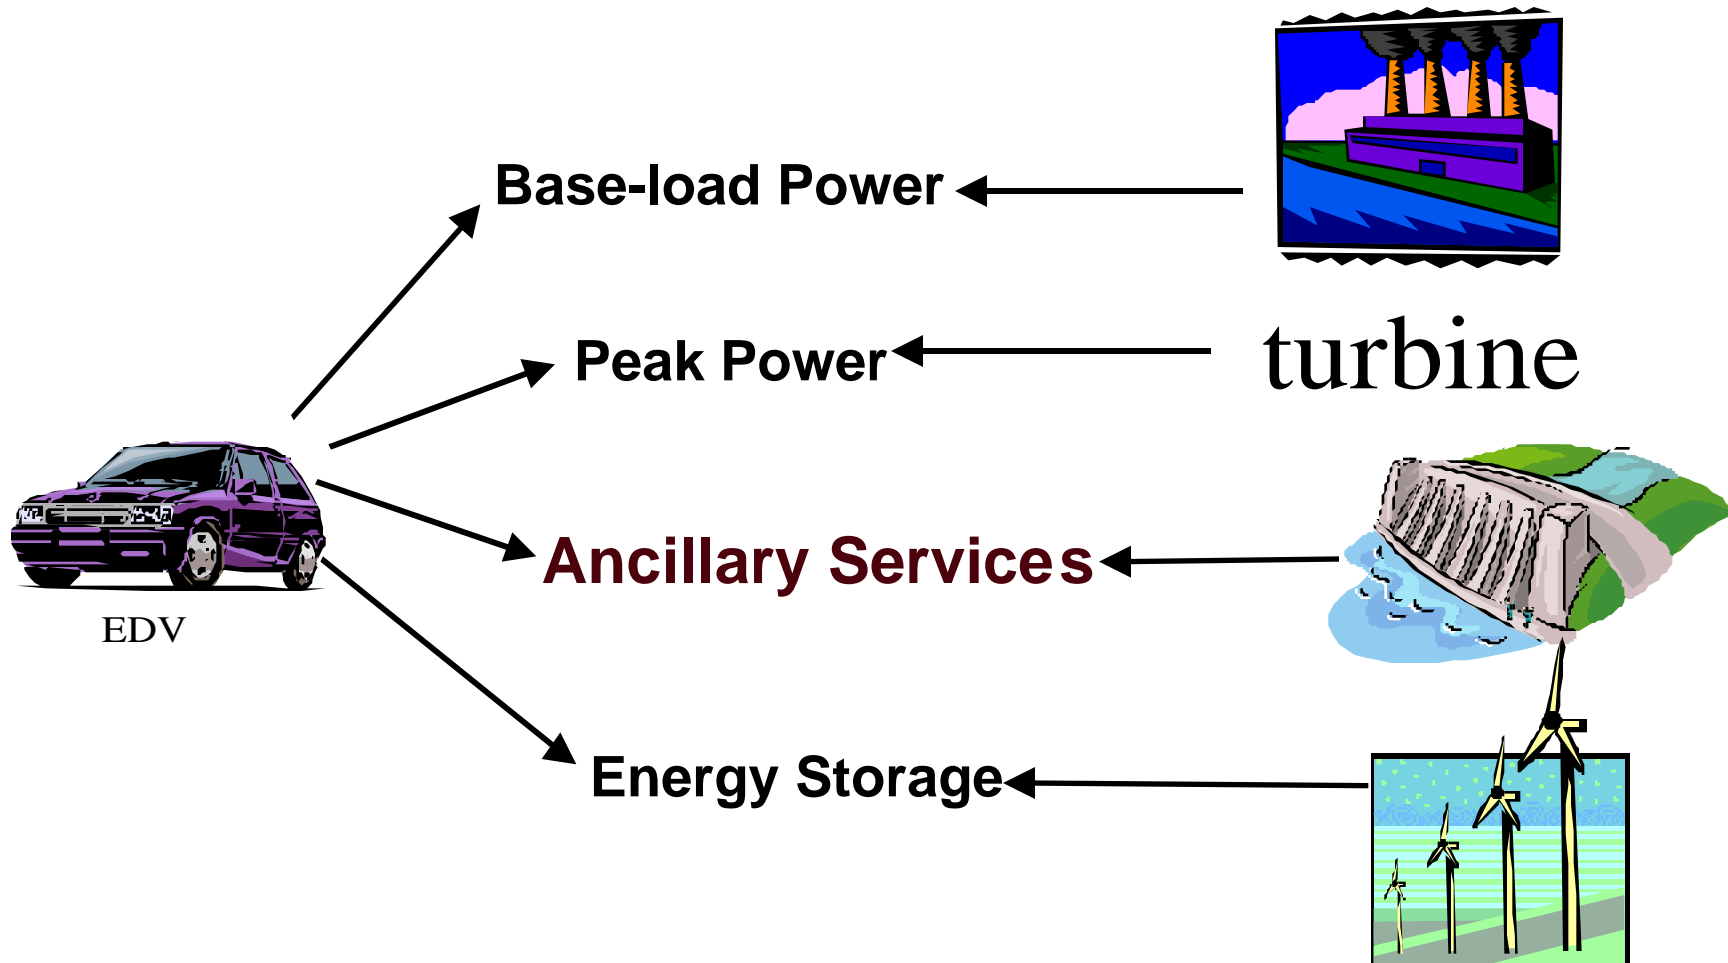 Base-load Power
Peak Power
turbine
Ancillary Services
EDV
Energy Storage